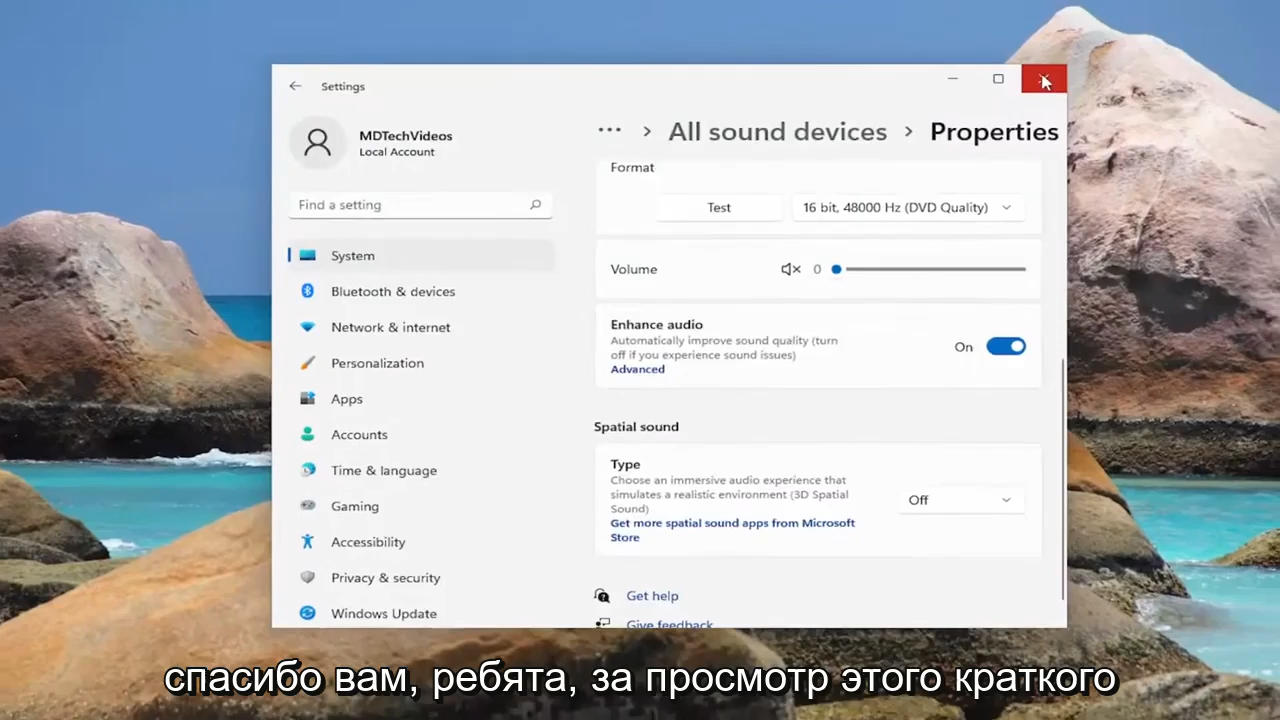 Settings
MDTechVideos
Local Account
Find a setting
System
Bluetooth & devices
Network & internet
Personalization
Apps
Accounts
Time & language
Gaming
Accessibility
Privacy & security
Windows Update
··· > All sound devices > Properties
Format
Test
16 bit, 48000 Hz (DVD Quality)
Volume
0
Enhance audio
Automatically improve sound quality (turn
off if you experience sound issues)
Advanced
On
Spatial sound
Type
Choose an immersive audio experience that
simulates a realistic environment (3D Spatial
Sound)
Get more spatial sound apps from Microsoft
Store
Off
Get help
Give feedback
спасибо вам, ребята, за просмотр этого краткого